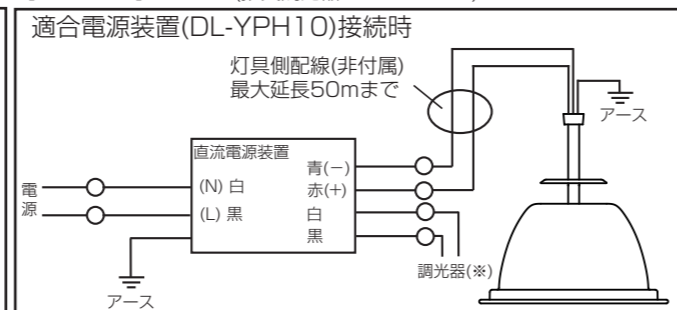 適合電源装置(DL-YPH10)接続時
灯具側配線(非付属)
最大延長50mまで
アース
直流電源装置
電源
(N) 白
(L) 黒
青(−)
赤(+)
白
黒
調光器(※)
アース